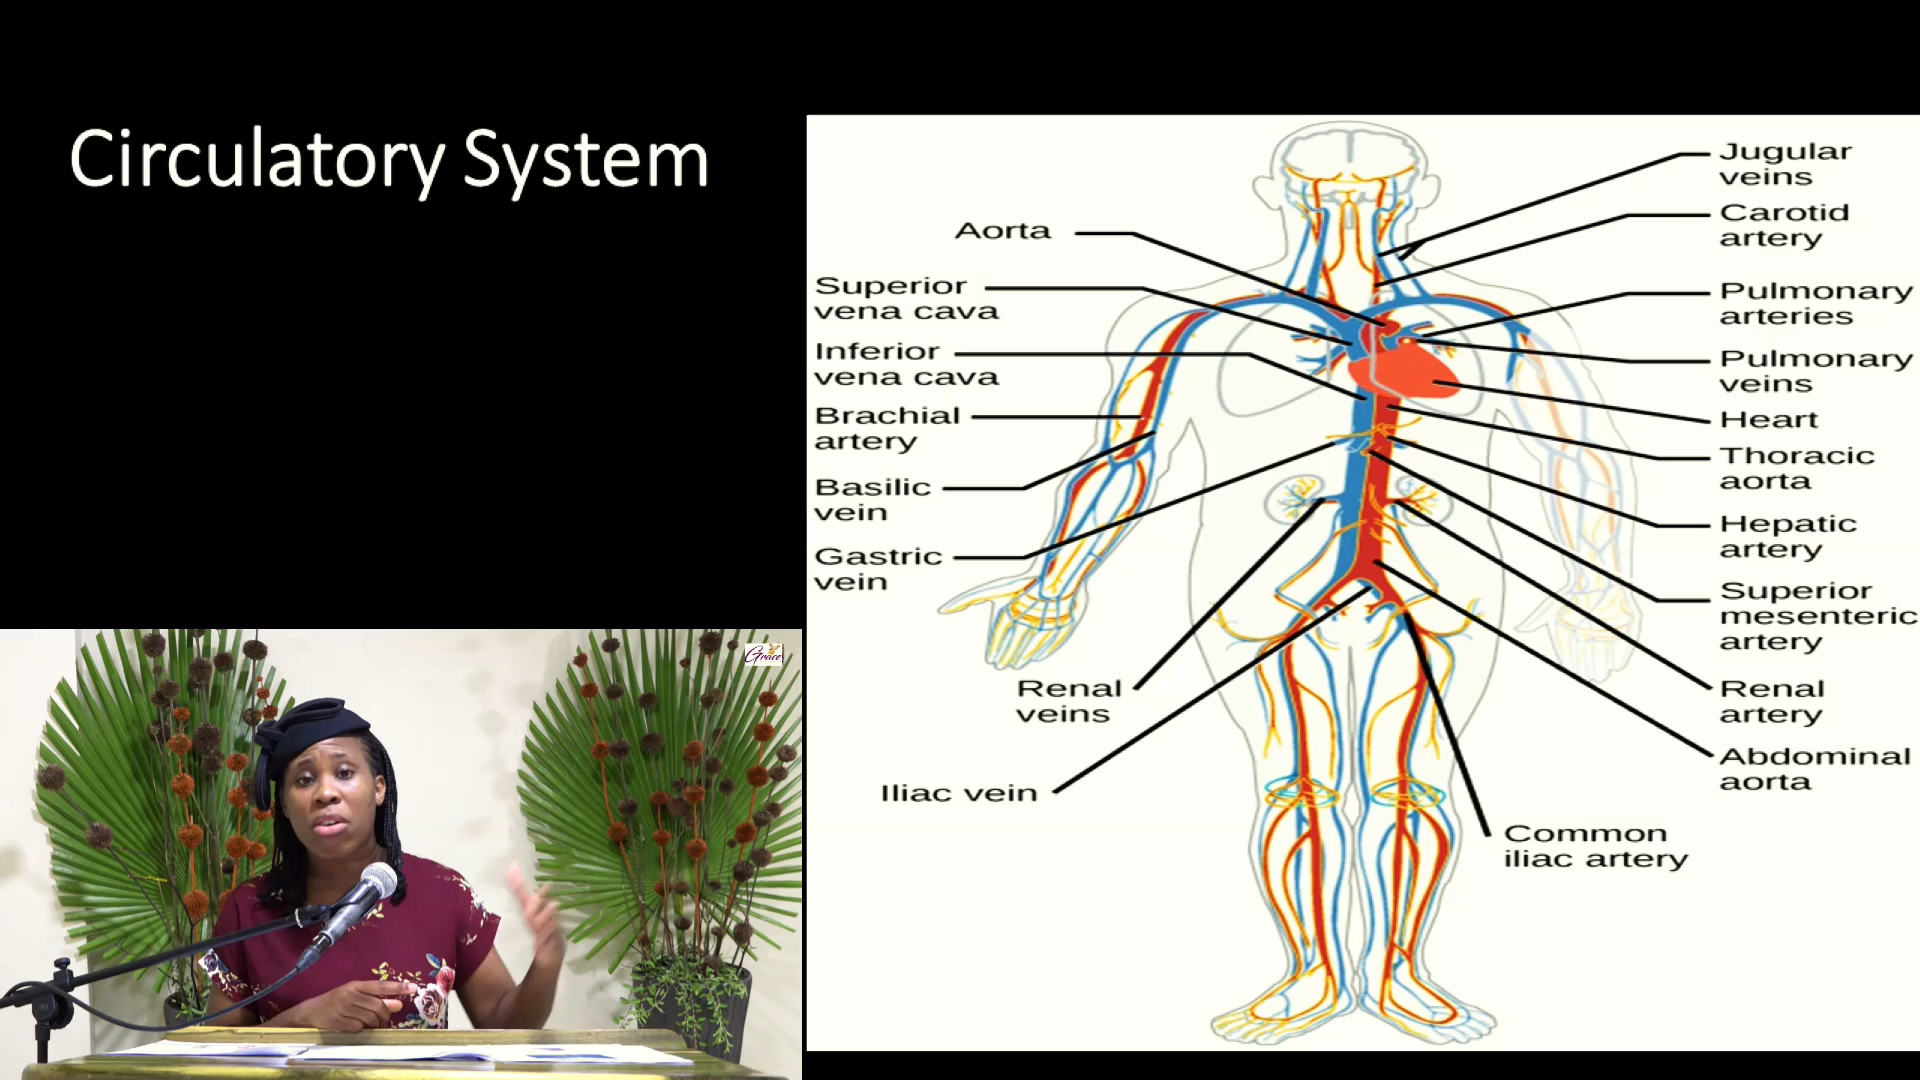 Circulatory System
Aorta
Superior
vena cava
Inferior
vena cava
Brachial
artery
Basilic
vein
Gastric
vein
Renal
veins
Iliac vein
Jugular
veins
Carotid
artery
Pulmonary
arteries
Pulmonary
veins
Heart
Thoracic
aorta
Hepatic
artery
Superior
mesenteric
artery
Renal
artery
Abdominal
aorta
Common
iliac artery
Grace